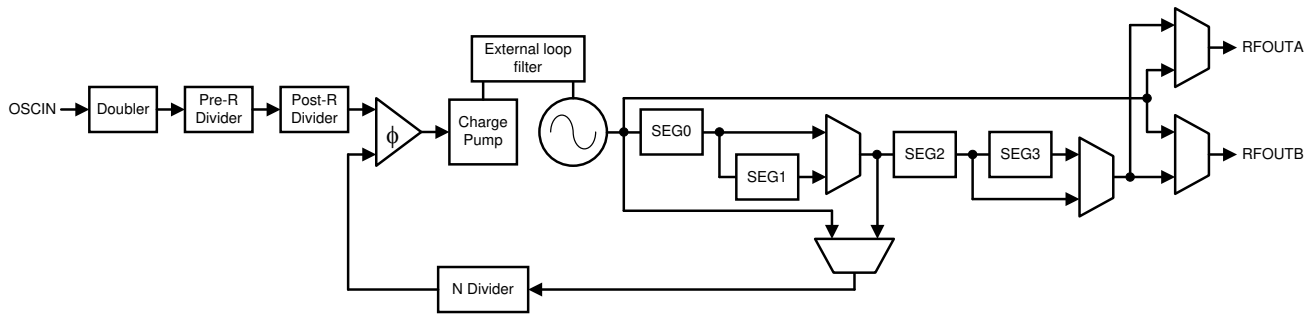 External loop
filter
OSCIN
Doubler
Pre-R
Divider
Post-R
Divider
ϕ
Charge
Pump
SEG0
SEG1
SEG2
SEG3
RFOUTA
RFOUTB
N Divider